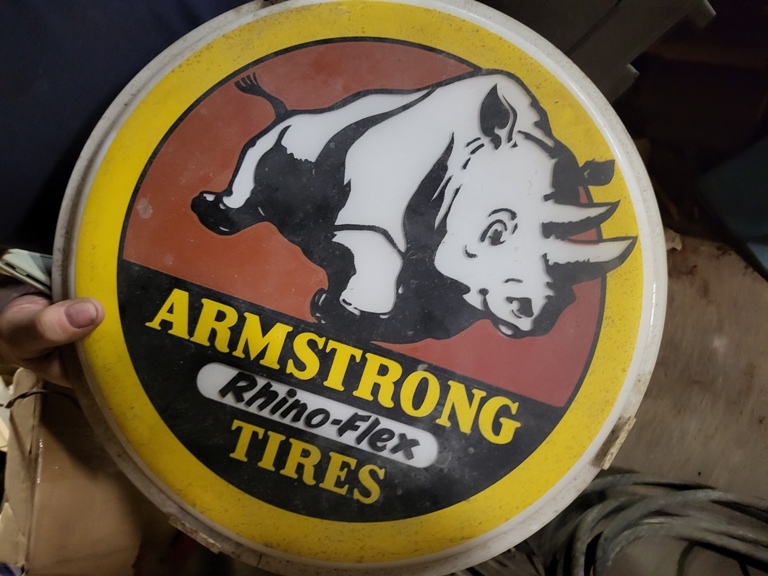 ARMSTRONG
Rhino-Flex
TIRES